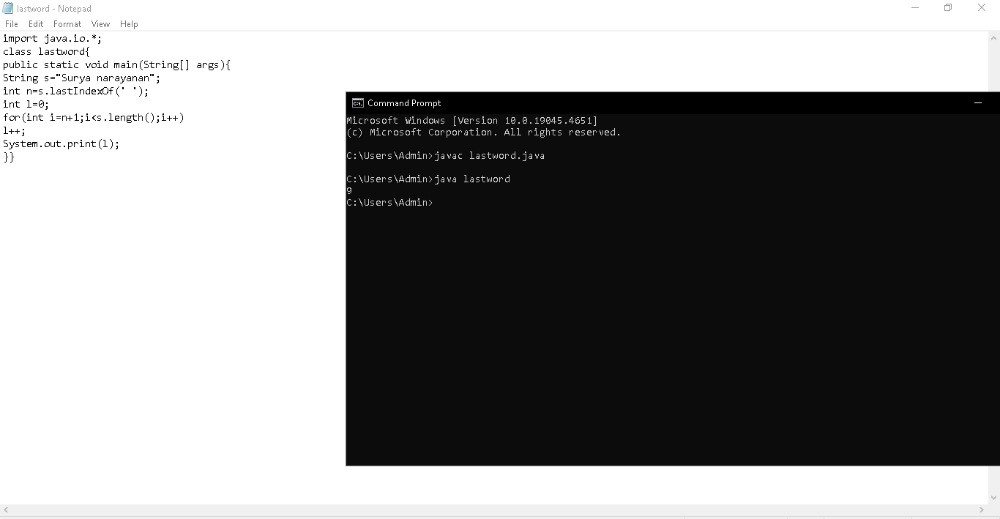 lastword - Notepad
File Edit Format View Help
import java.io.*;
class lastword{
public static void main(String[] args){
String s="Surya narayanan";
int n=s.lastIndexOf(' ');
int l=0;
for(int i=n+1;i<s.length();i++)
l++;
System.out.print(l);
}}
Command Prompt
Microsoft Windows [Version 10.0.19045.4651]
(c) Microsoft Corporation. All rights reserved.
C:\Users\Admin>javac lastword.java
C:\Users\Admin>java lastword
9
C:\Users\Admin>